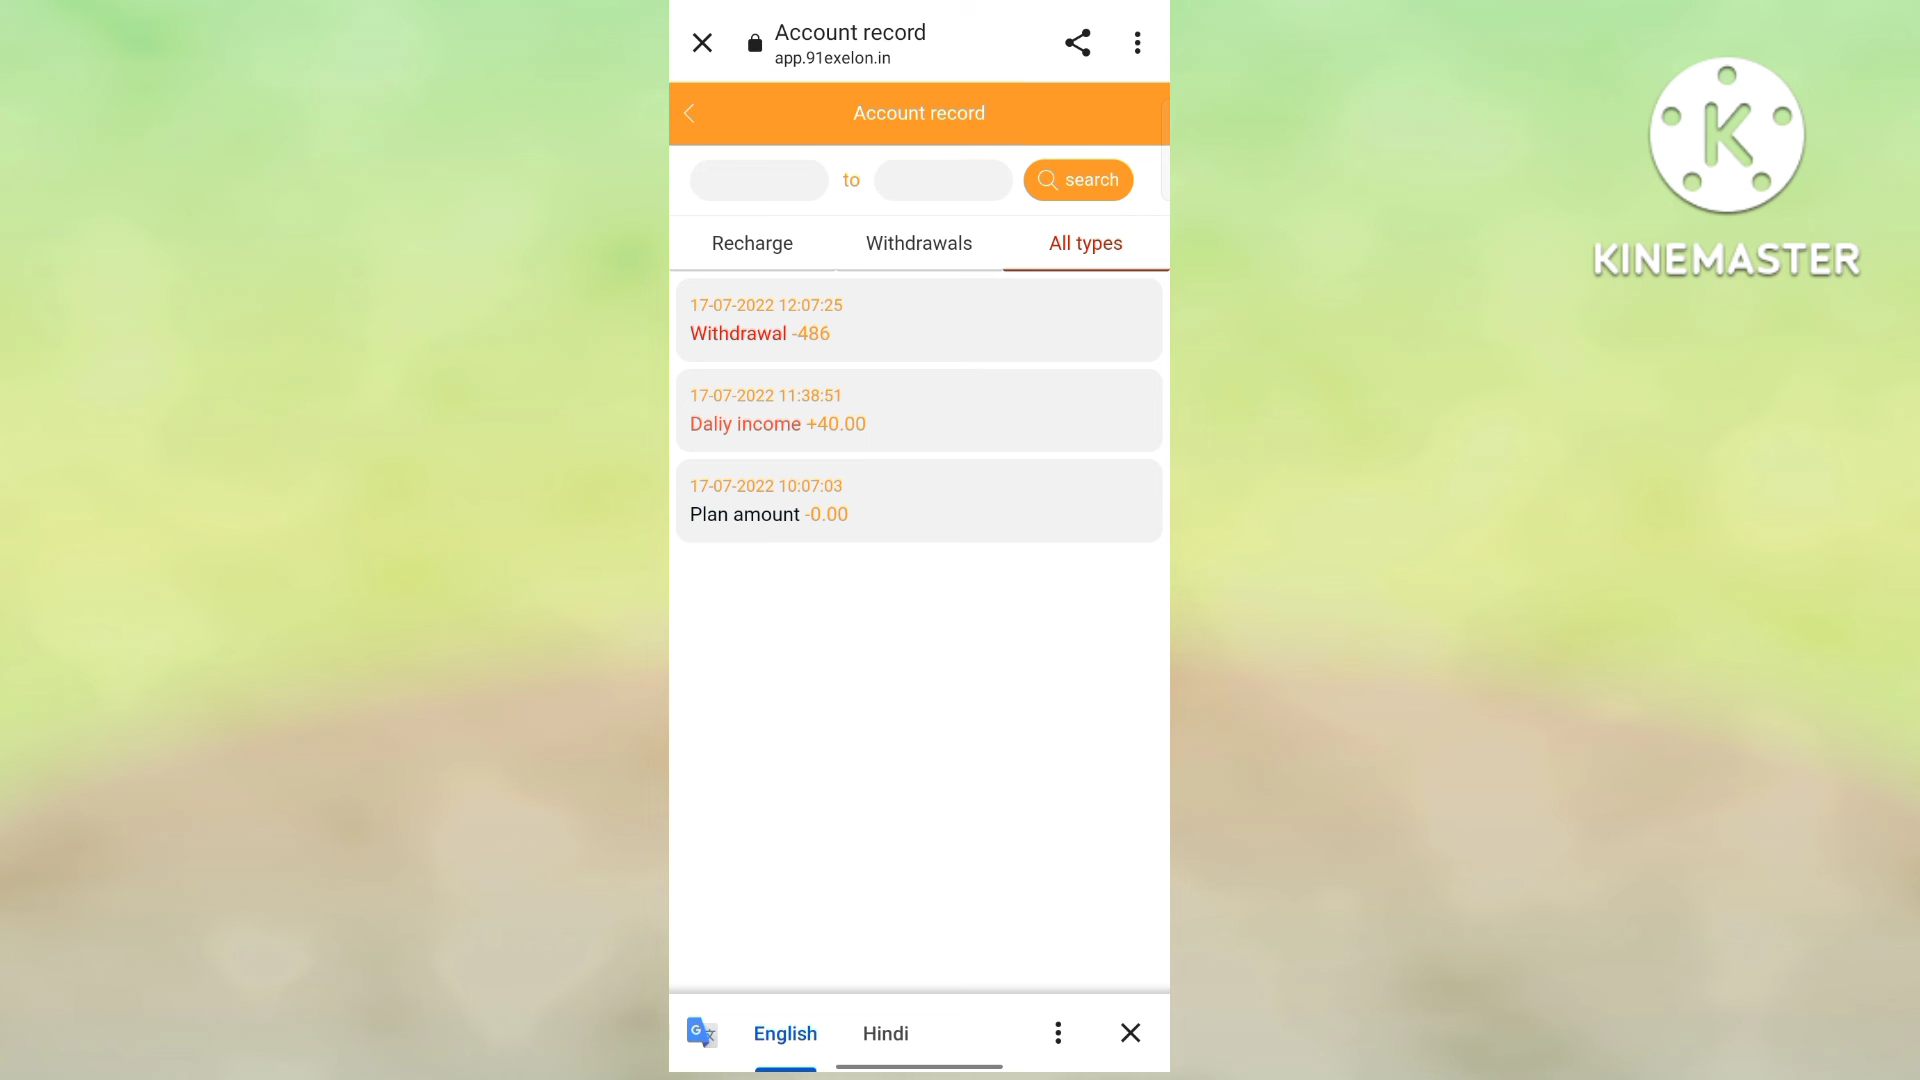 Account record
app.91exelon.in
Account record
to
search
Recharge
Withdrawals
All types
17-07-2022 12:07:25
Withdrawal -486
17-07-2022 11:38:51
Daliy income +40.00
17-07-2022 10:07:03
Plan amount -0.00
English
Hindi
K
KINEMASTER